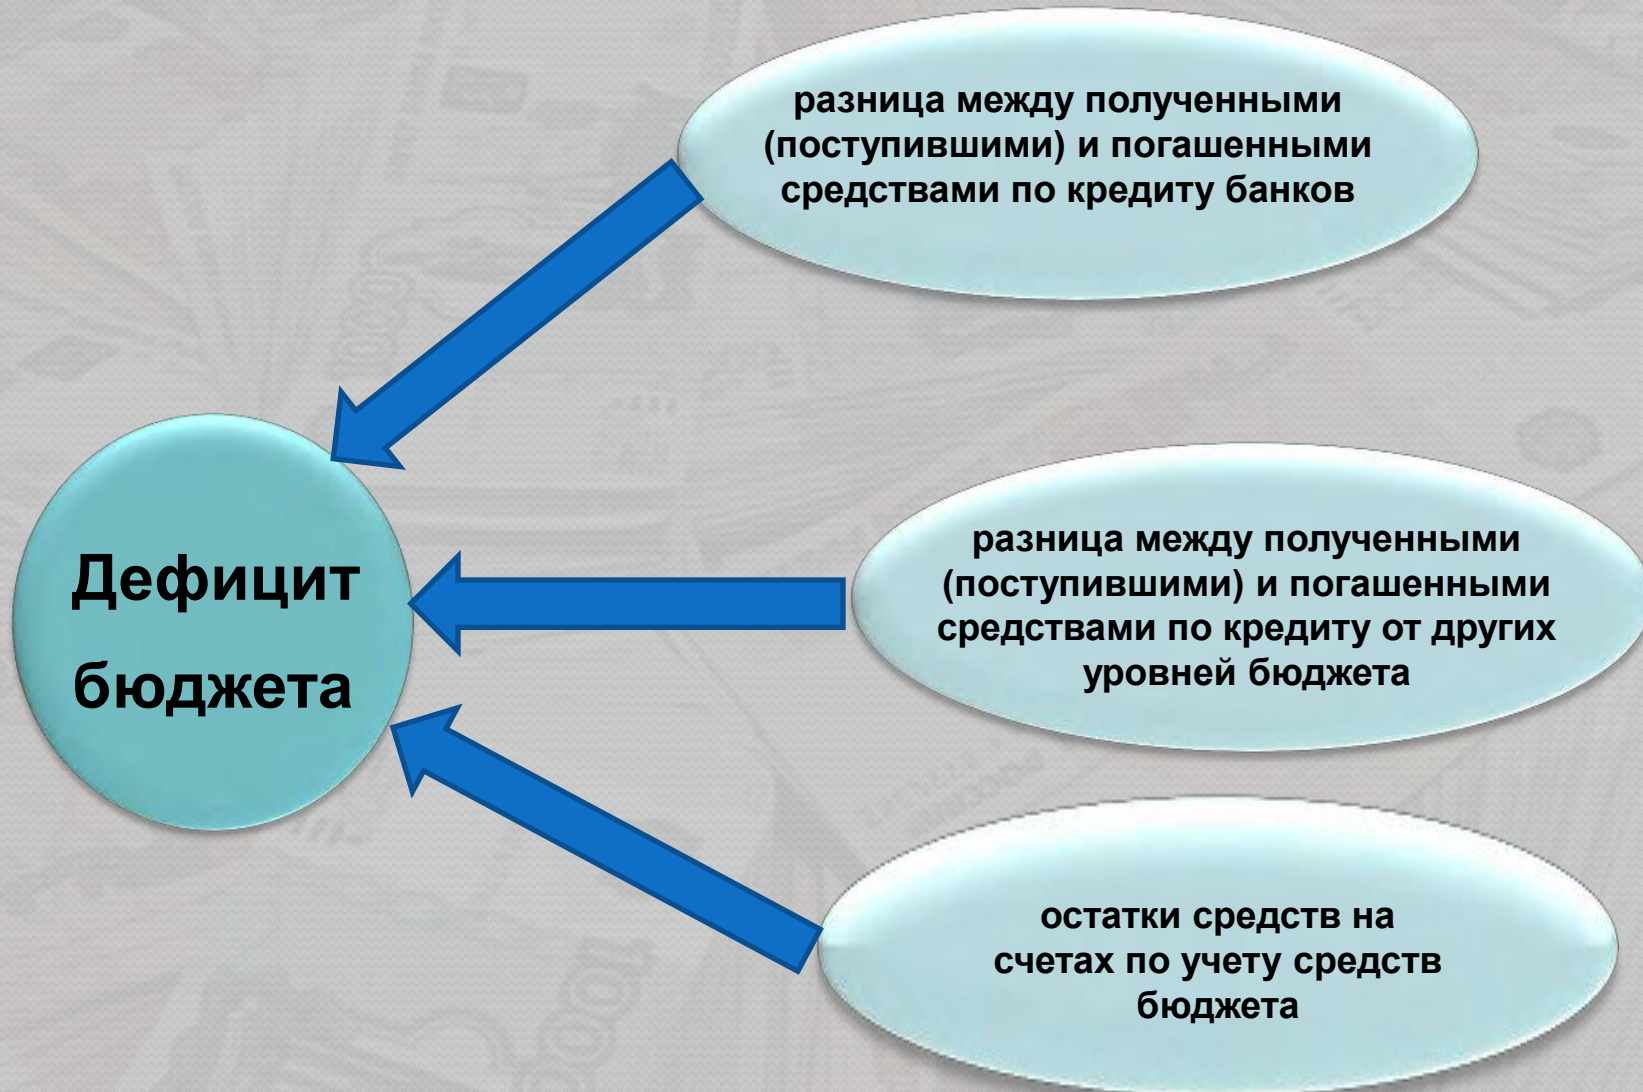 разница между полученными
(поступившими) и погашенными
средствами по кредиту банков
Дефицит
бюджета
разница между полученными
(поступившими) и погашенными
средствами по кредиту от других
уровней бюджета
остатки средств на
счетах по учету средств
бюджета